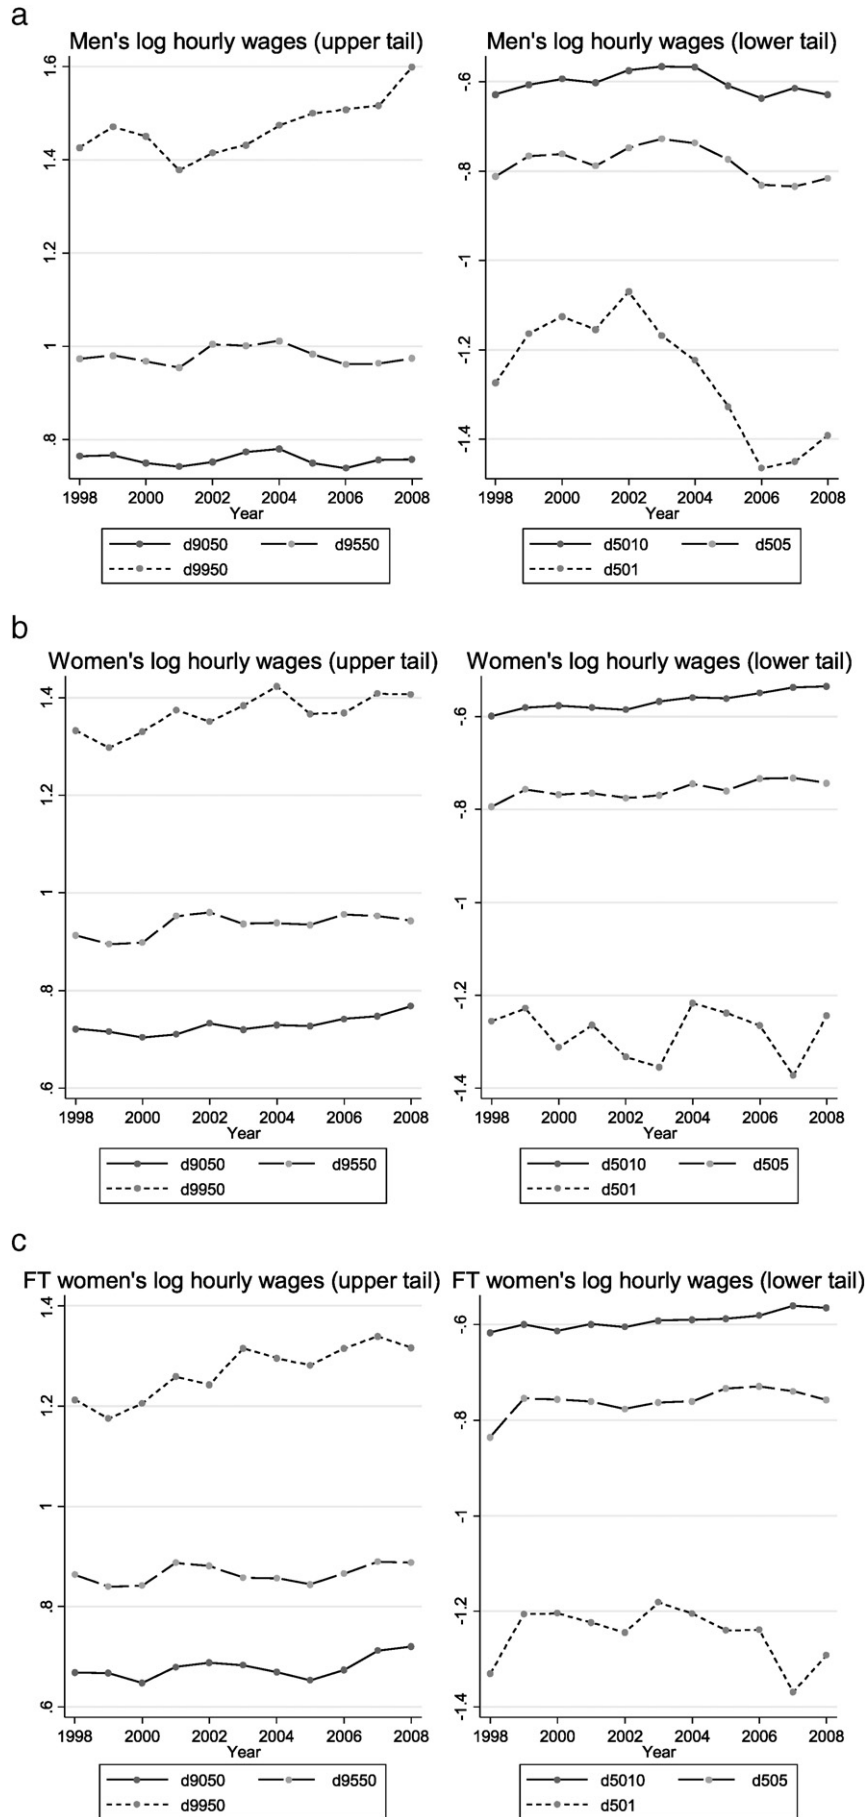 a
Men's log hourly wages (upper tail)
1.6
1.4
1.2
1
.8
1998 2000 2002 2004 2006 2008
Year
d9050 d9550
d9950
Men's log hourly wages (lower tail)
-.6
-.8
-1
-1.2
-1.4
1998 2000 2002 2004 2006 2008
Year
d5010 d505
d501
b
Women's log hourly wages (upper tail)
1.4
1.2
1
.8
.6
1998 2000 2002 2004 2006 2008
Year
d9050 d9550
d9950
Women's log hourly wages (lower tail)
-.6
-.8
-1
-1.2
-1.4
1998 2000 2002 2004 2006 2008
Year
d5010 d505
d501
c
FT women's log hourly wages (upper tail)
1.4
1.2
1
.8
.6
1998 2000 2002 2004 2006 2008
Year
d9050 d9550
d9950
FT women's log hourly wages (lower tail)
-.6
-.8
-1
-1.2
-1.4
1998 2000 2002 2004 2006 2008
Year
d5010 d505
d501